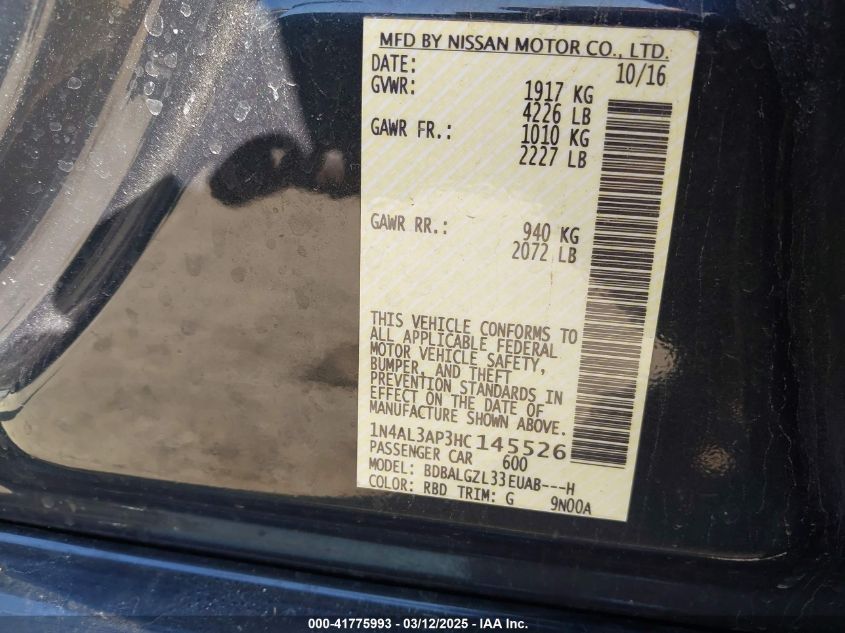 MFD BY NISSAN MOTOR CO., LTD.
DATE: 10/16
GVWR: 1917 KG
4226 LB
GAWR FR.: 1010 KG
2227 LB
GAWR RR.: 940 KG
2072 LB
THIS VEHICLE CONFORMS TO
ALL APPLICABLE FEDERAL
MOTOR VEHICLE SAFETY,
BUMPER, AND THEFT
PREVENTION STANDARDS IN
EFFECT ON THE DATE OF
MANUFACTURE SHOWN ABOVE.
1N4AL3AP3HC145526
PASSENGER CAR 600
MODEL: BDBALGZL33EUAB---H
COLOR: RBD TRIM: G 9N00A
000-41775993 - 03/12/2025 - IAAI Inc.